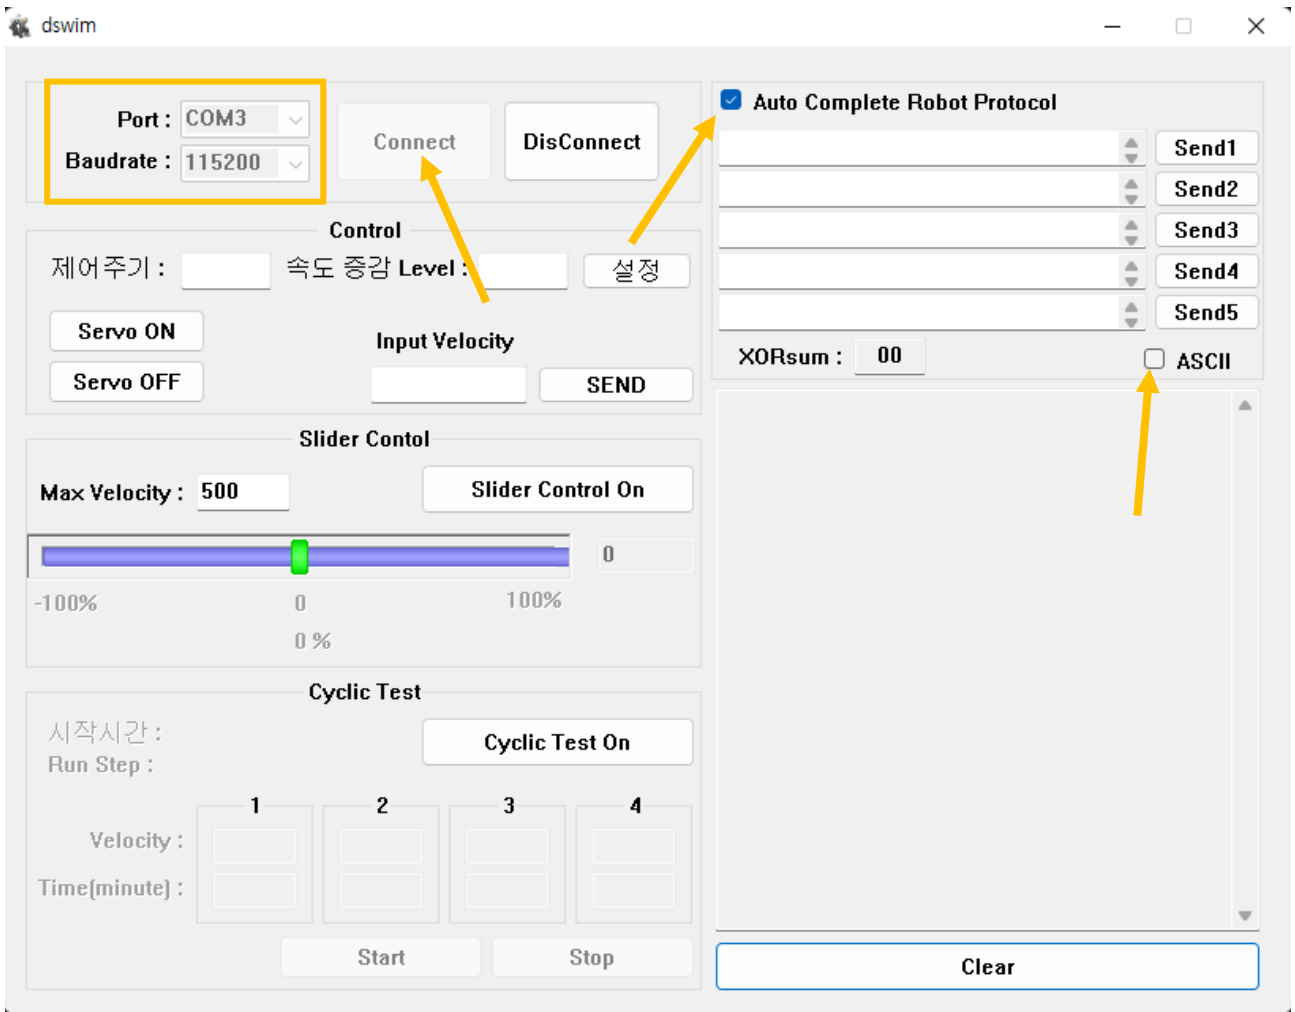 dswim
Port : COM3
Baudrate : 115200
Connect
DisConnect
Control
제어주기 :
속도 증감 Level :
설정
Servo ON
Servo OFF
Input Velocity
SEND
Slider Contol
Max Velocity : 500
Slider Control On
0
-100%
0
100%
0 %
Cyclic Test
시작시간 :
Run Step :
Cyclic Test On
1
2
3
4
Velocity :
Time(minute) :
Start
Stop
Auto Complete Robot Protocol
Send1
Send2
Send3
Send4
Send5
XORsum : 00
ASCII
Clear